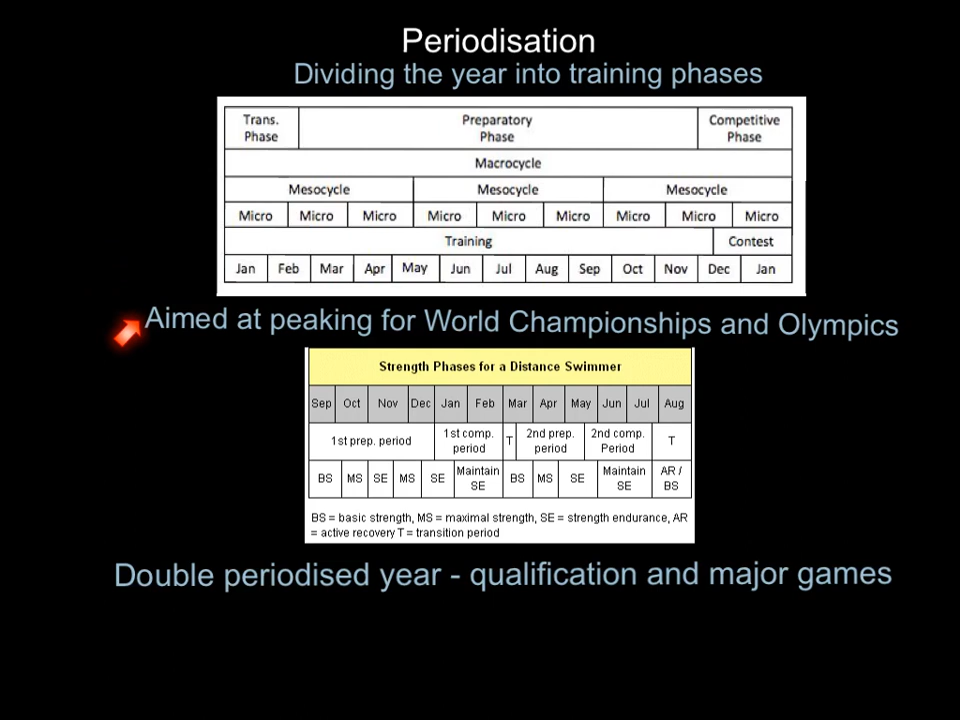 Periodisation
Dividing the year into training phases
Trans. Phase Preparatory Phase Competitive Phase
Macrocycle
Mesocycle Mesocycle Mesocycle
Micro Micro Micro Micro Micro Micro Micro Micro Micro
Training Contest
Jan Feb Mar Apr May Jun Jul Aug Sep Oct Nov Dec Jan
Aimed at peaking for World Championships and Olympics
Strength Phases for a Distance Swimmer
Sep Oct Nov Dec Jan Feb Mar Apr May Jun Jul Aug
1st prep. period 1st comp. period T 2nd prep. period 2nd comp. Period T
BS MS SE MS SE Maintain SE BS MS SE Maintain SE AR / BS
BS = basic strength, MS = maximal strength, SE = strength endurance, AR
= active recovery T = transition period
Double periodised year - qualification and major games